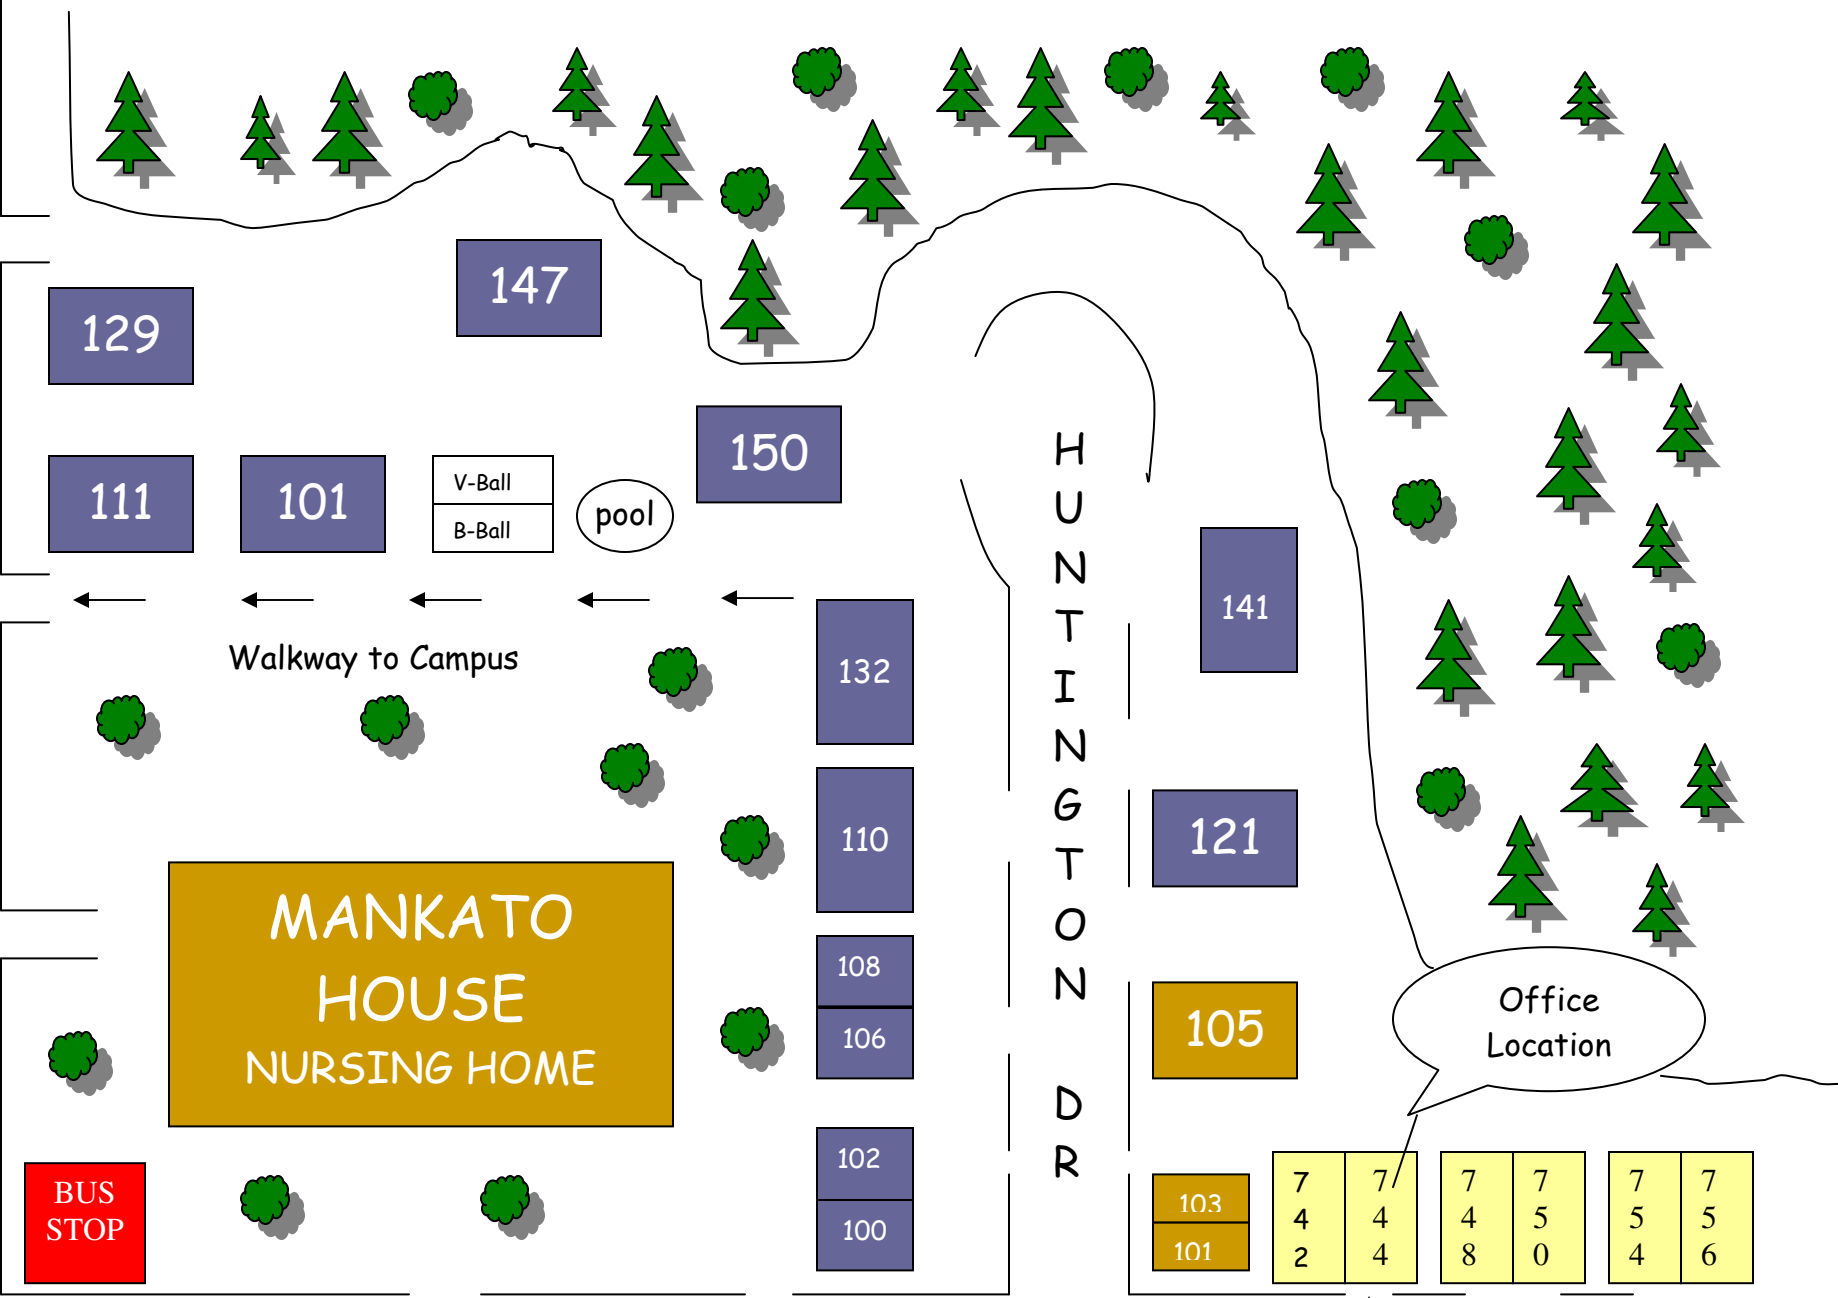 147
129
150
111
101
V-Ball
B-Ball
pool
HUNTINGTON DR
141
Walkway to Campus
132
110
121
MANKATO
HOUSE
NURSING HOME
108
106
105
Office
Location
BUS
STOP
102
100
103
101
742
744
748
750
754
756